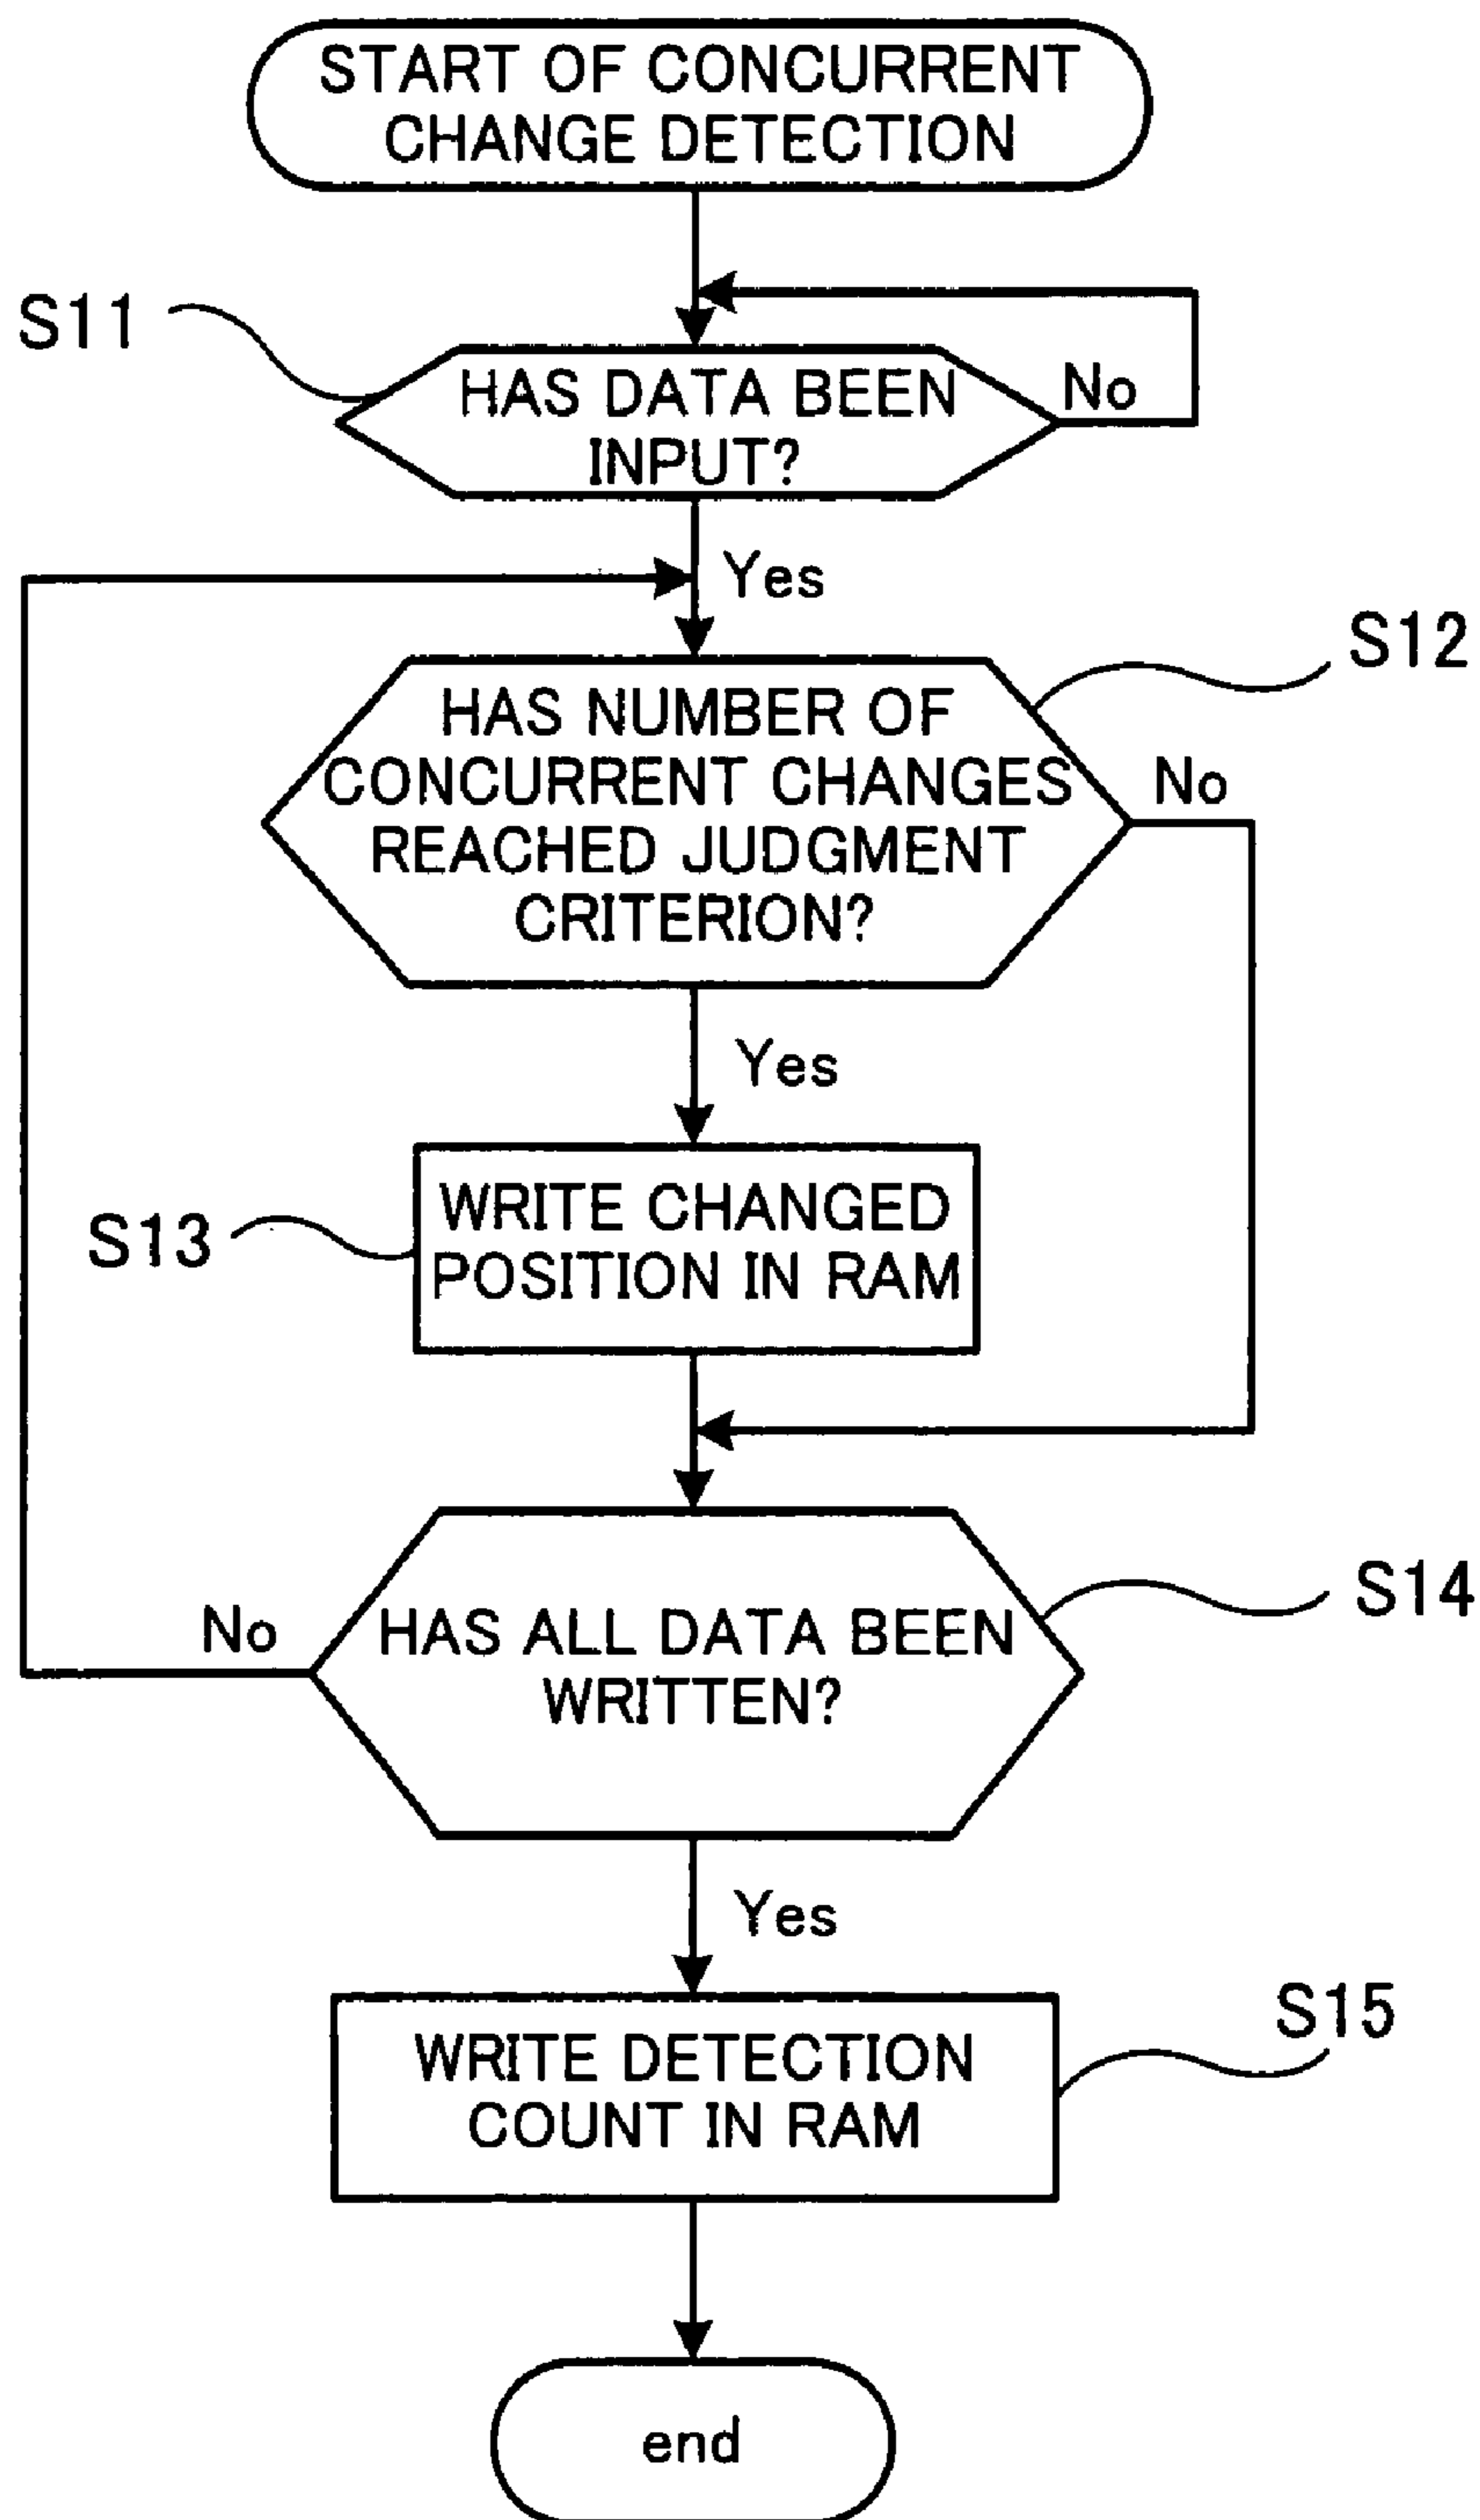 START OF CONCURRENT
CHANGE DETECTION
S11
HAS DATA BEEN
INPUT?
No
Yes
S12
HAS NUMBER OF
CONCURRENT CHANGES
REACHED JUDGMENT
CRITERION?
No
Yes
S13
WRITE CHANGED
POSITION IN RAM
S14
No
HAS ALL DATA BEEN
WRITTEN?
Yes
S15
WRITE DETECTION
COUNT IN RAM
end